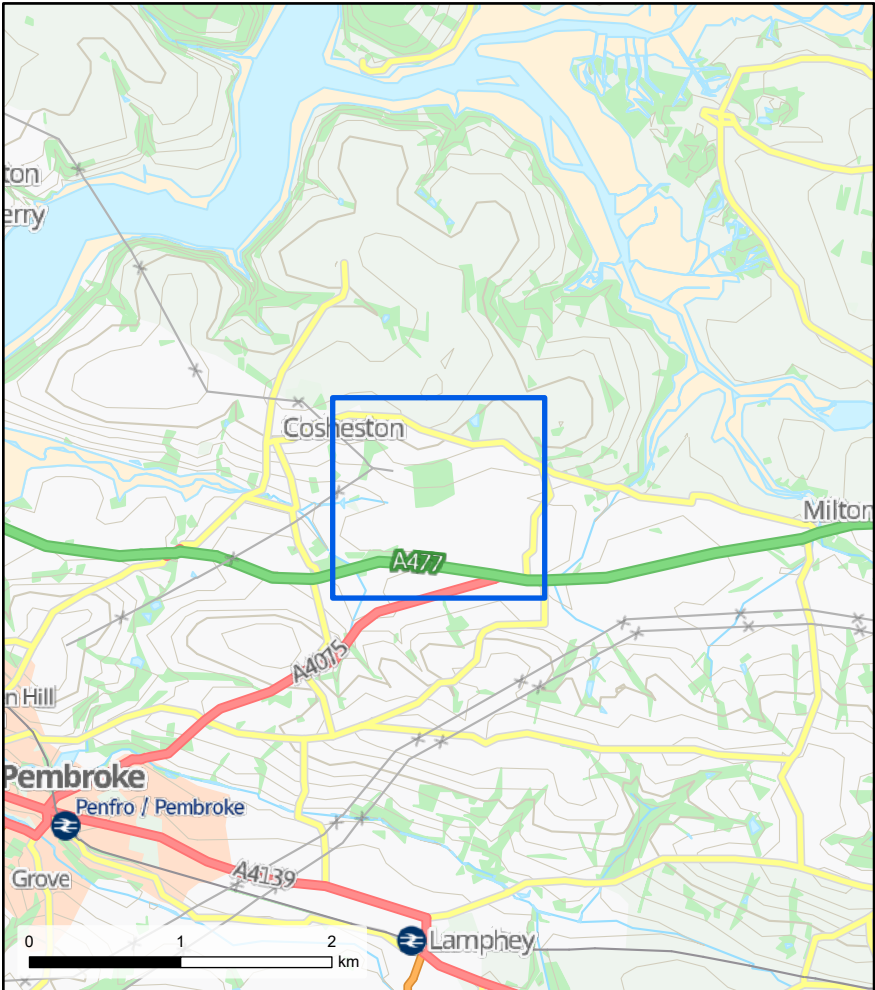 ton
erry
Cosheston
Milton
A477
A4075
n Hill
Pembroke
Penfro / Pembroke
A4139
Grove
Lamphey
0 1 2
km